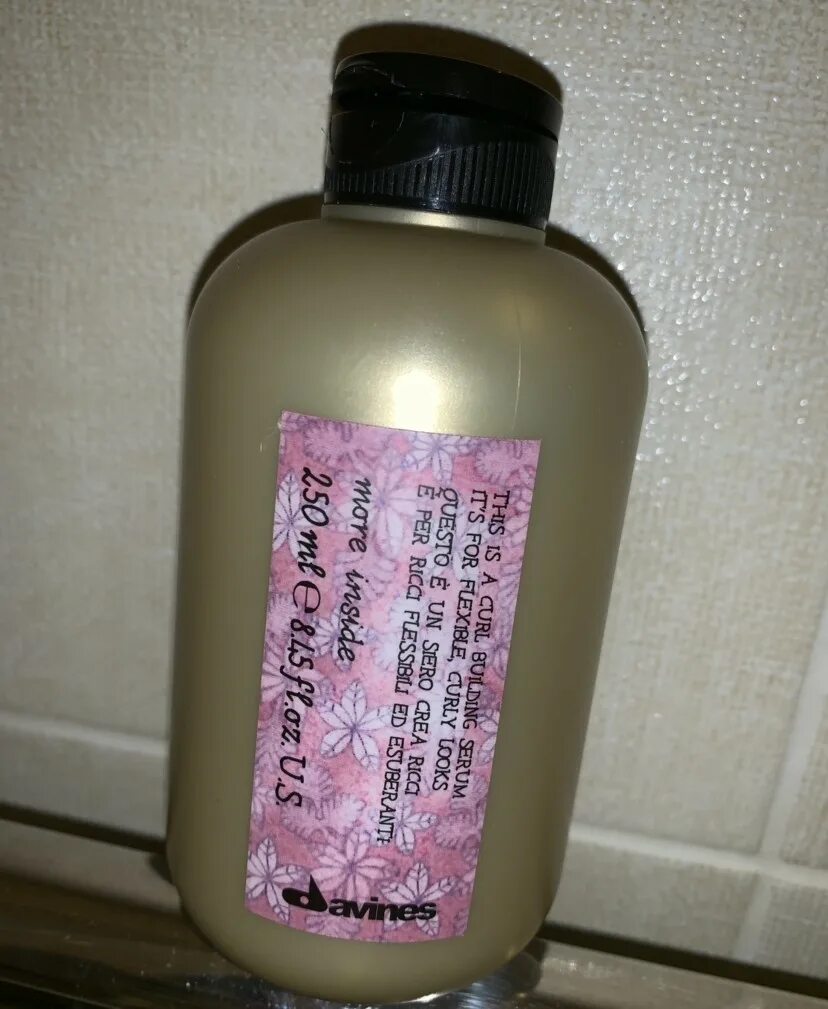 THIS IS A CURL BUILDING SERUM
IT'S FOR FLEXIBLE, CURLY LOOKS
QUESTO È UN SIERO CREA RICCI
È PER RICCI FLESSIBILI ED ESUBERANTI
more inside
250 ml ℮ 8.45 fl.oz. U.S.
davines